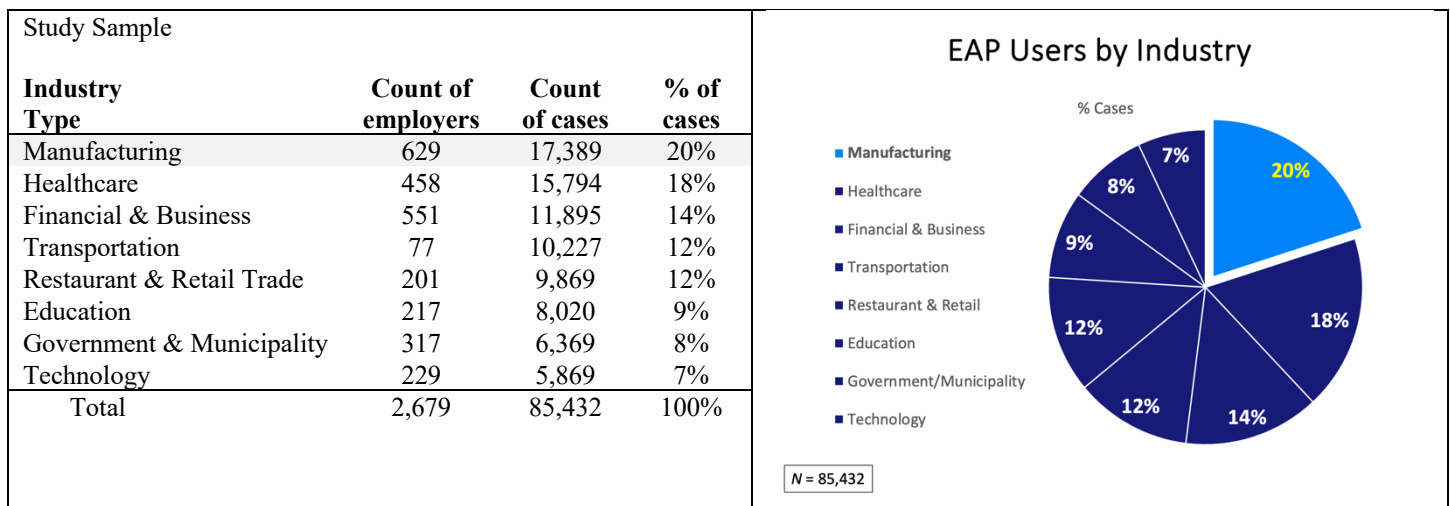 Study Sample
Industry Type Count of employers Count of cases % of cases
Manufacturing 629 17,389 20%
Healthcare 458 15,794 18%
Financial & Business 551 11,895 14%
Transportation 77 10,227 12%
Restaurant & Retail Trade 201 9,869 12%
Education 217 8,020 9%
Government & Municipality 317 6,369 8%
Technology 229 5,869 7%
Total 2,679 85,432 100%
EAP Users by Industry
% Cases
Manufacturing
Healthcare
Financial & Business
Transportation
Restaurant & Retail
Education
Government/Municipality
Technology
20%
18%
14%
12%
12%
9%
8%
7%
N = 85,432